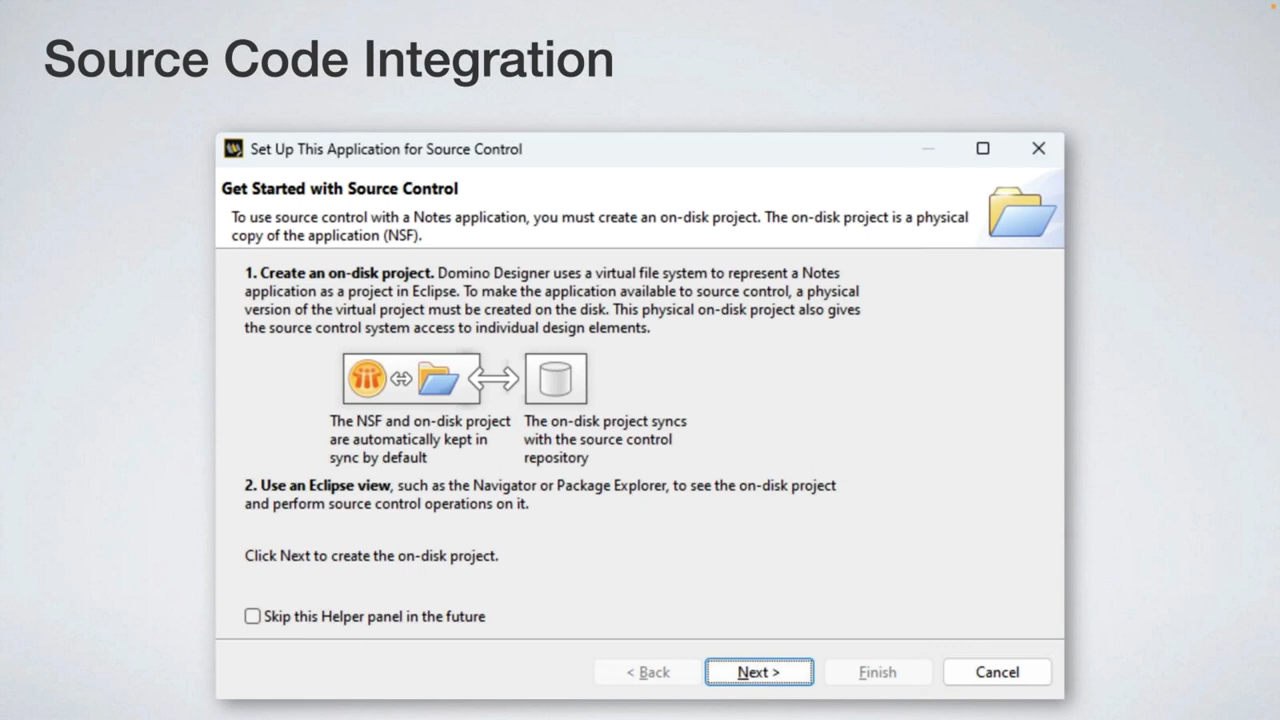 Source Code Integration
Set Up This Application for Source Control
Get Started with Source Control
To use source control with a Notes application, you must create an on-disk project. The on-disk project is a physical
copy of the application (NSF).
1. Create an on-disk project. Domino Designer uses a virtual file system to represent a Notes
application as a project in Eclipse. To make the application available to source control, a physical
version of the virtual project must be created on the disk. This physical on-disk project also gives
the source control system access to individual design elements.
The NSF and on-disk project
are automatically kept in
sync by default
The on-disk project syncs
with the source control
repository
2. Use an Eclipse view, such as the Navigator or Package Explorer, to see the on-disk project
and perform source control operations on it.
Click Next to create the on-disk project.
Skip this Helper panel in the future
< Back
Next >
Finish
Cancel